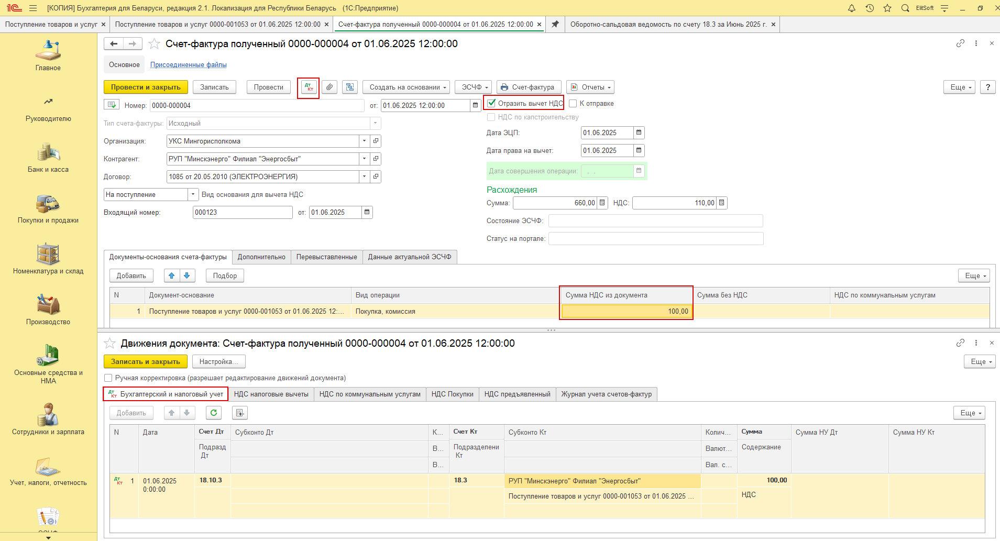 [КОПИЯ] Бухгалтерия для Беларуси, редакция 2.1. Локализация для Республики Беларусь (1С:Предприятие)
ElitSoft
Поступление товаров и услуг ×
Поступление товаров и услуг 0000-001053 от 01.06.2025 12:00:00 ×
Счет-фактура полученный 0000-000004 от 01.06.2025 12:00:00 ×
Оборотно-сальдовая ведомость по счету 18.3 за Июнь 2025 г. ×
Главное
Руководителю
Банк и касса
Покупки и продажи
Номенклатура и склад
Производство
Основные средства и
НМА
Сотрудники и зарплата
Учет, налоги, отчетность
Счет-фактура полученный 0000-000004 от 01.06.2025 12:00:00
Основное Присоединенные файлы
Провести и закрыть Записать Провести Дт Кт Создать на основании ЭСЧФ Счет-фактура Отчеты Еще ?
Номер: 0000-000004 от: 01.06.2025 12:00:00 Отразить вычет НДС К отправке
НДС по капстроительству
Тип счета-фактуры: Исходный
Дата ЭЦП: 01.06.2025
Организация: УКС Мингорисполкома
Дата права на вычет: 01.06.2025
Контрагент: РУП "Минскэнерго" Филиал "Энергосбыт"
Дата совершения операции: . .
Договор: 1085 от 20.05.2010 (ЭЛЕКТРОЭНЕРГИЯ)
Расхождения
На поступление Вид основания для вычета НДС
Сумма: 660,00 НДС: 110,00
Входящий номер: 000123 от: 01.06.2025
Состояние ЭСЧФ:
Статус на портале:
Документы-основания счета-фактуры Дополнительно Перевыставленные Данные актуальной ЭСЧФ
Добавить Подбор Еще
N Документ-основание Вид операции Сумма НДС из документа Сумма без НДС НДС по коммунальным услугам
1 Поступление товаров и услуг 0000-001053 от 01.06.2025 12:... Покупка, комиссия 100,00
Движения документа: Счет-фактура полученный 0000-000004 от 01.06.2025 12:00:00
Записать и закрыть Настройка... Еще
Ручная корректировка (разрешает редактирование движений документа)
Дт Кт Бухгалтерский и налоговый учет НДС налоговые вычеты НДС по коммунальным услугам НДС Покупки НДС предъявленный Журнал учета счетов-фактур
Добавить Еще
N Дата Счет Дт Субконто Дт К... Счет Кт Субконто Кт Колич... Сумма Сумма НУ Дт Сумма НУ Кт
Подразд Дт В... Подразделени Кт Валют... Содержание
В... Вал. с...
Дт Кт 1 01.06.2025 0:00:00 18.10.3 18.3 РУП "Минскэнерго" Филиал "Энергосбыт" 100,00
Поступление товаров и услуг 0000-001053 от 01.06.2025 ... НДС